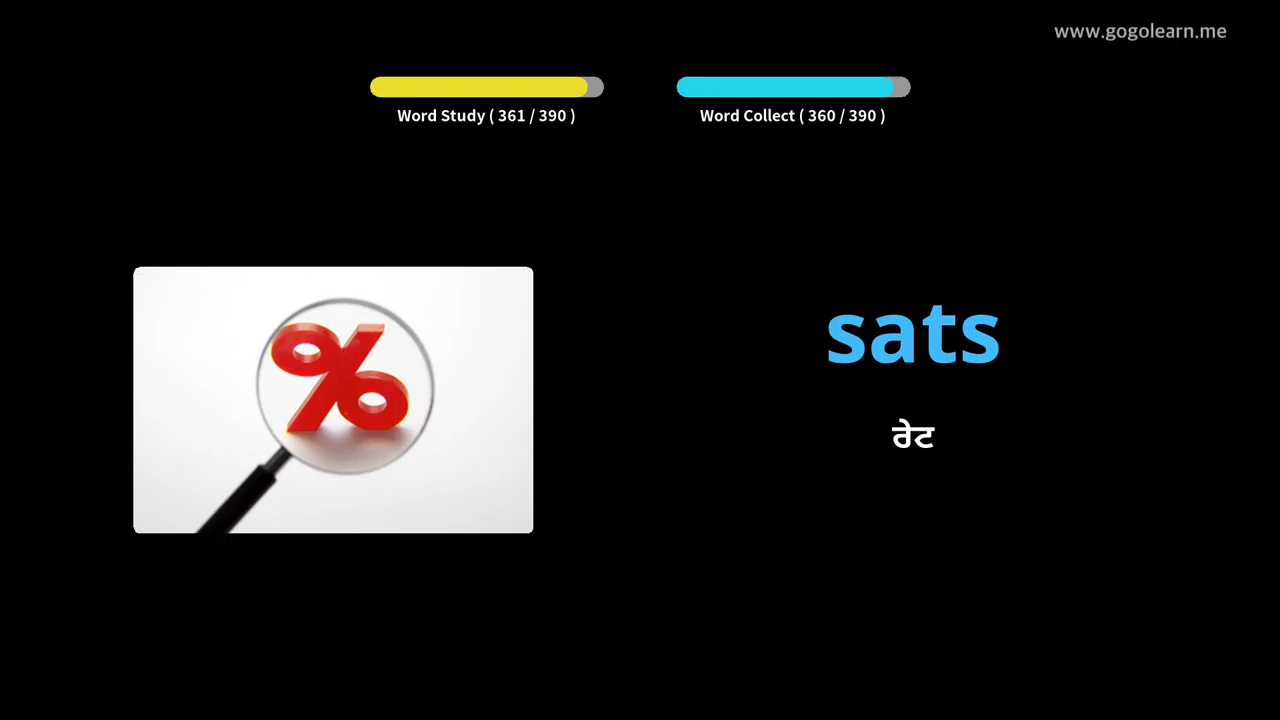 www.gogolearn.me
Word Study ( 361 / 390 )
Word Collect ( 360 / 390 )
%
sats
ਰੇਟ